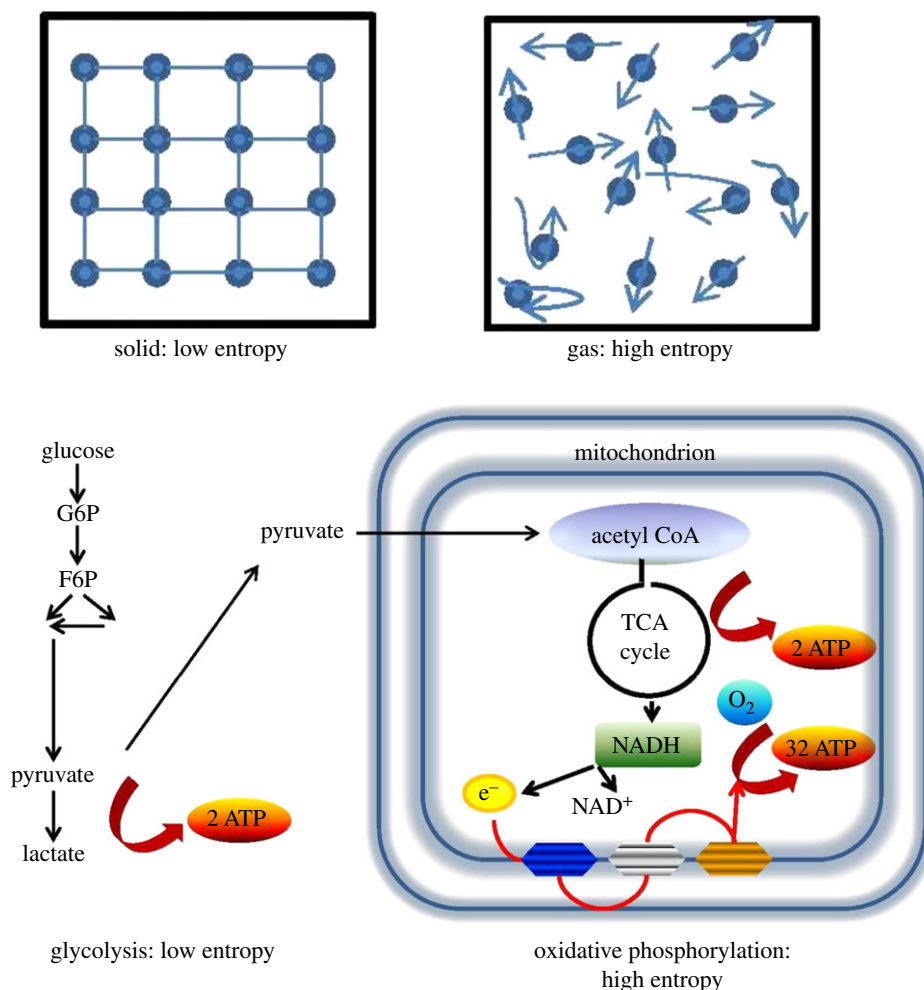 solid: low entropy
gas: high entropy
glucose
G6P
F6P
pyruvate
lactate
2 ATP
glycolysis: low entropy
pyruvate
mitochondrion
acetyl CoA
TCA
cycle
2 ATP
O₂
32 ATP
NADH
e⁻
NAD⁺
oxidative phosphorylation:
high entropy